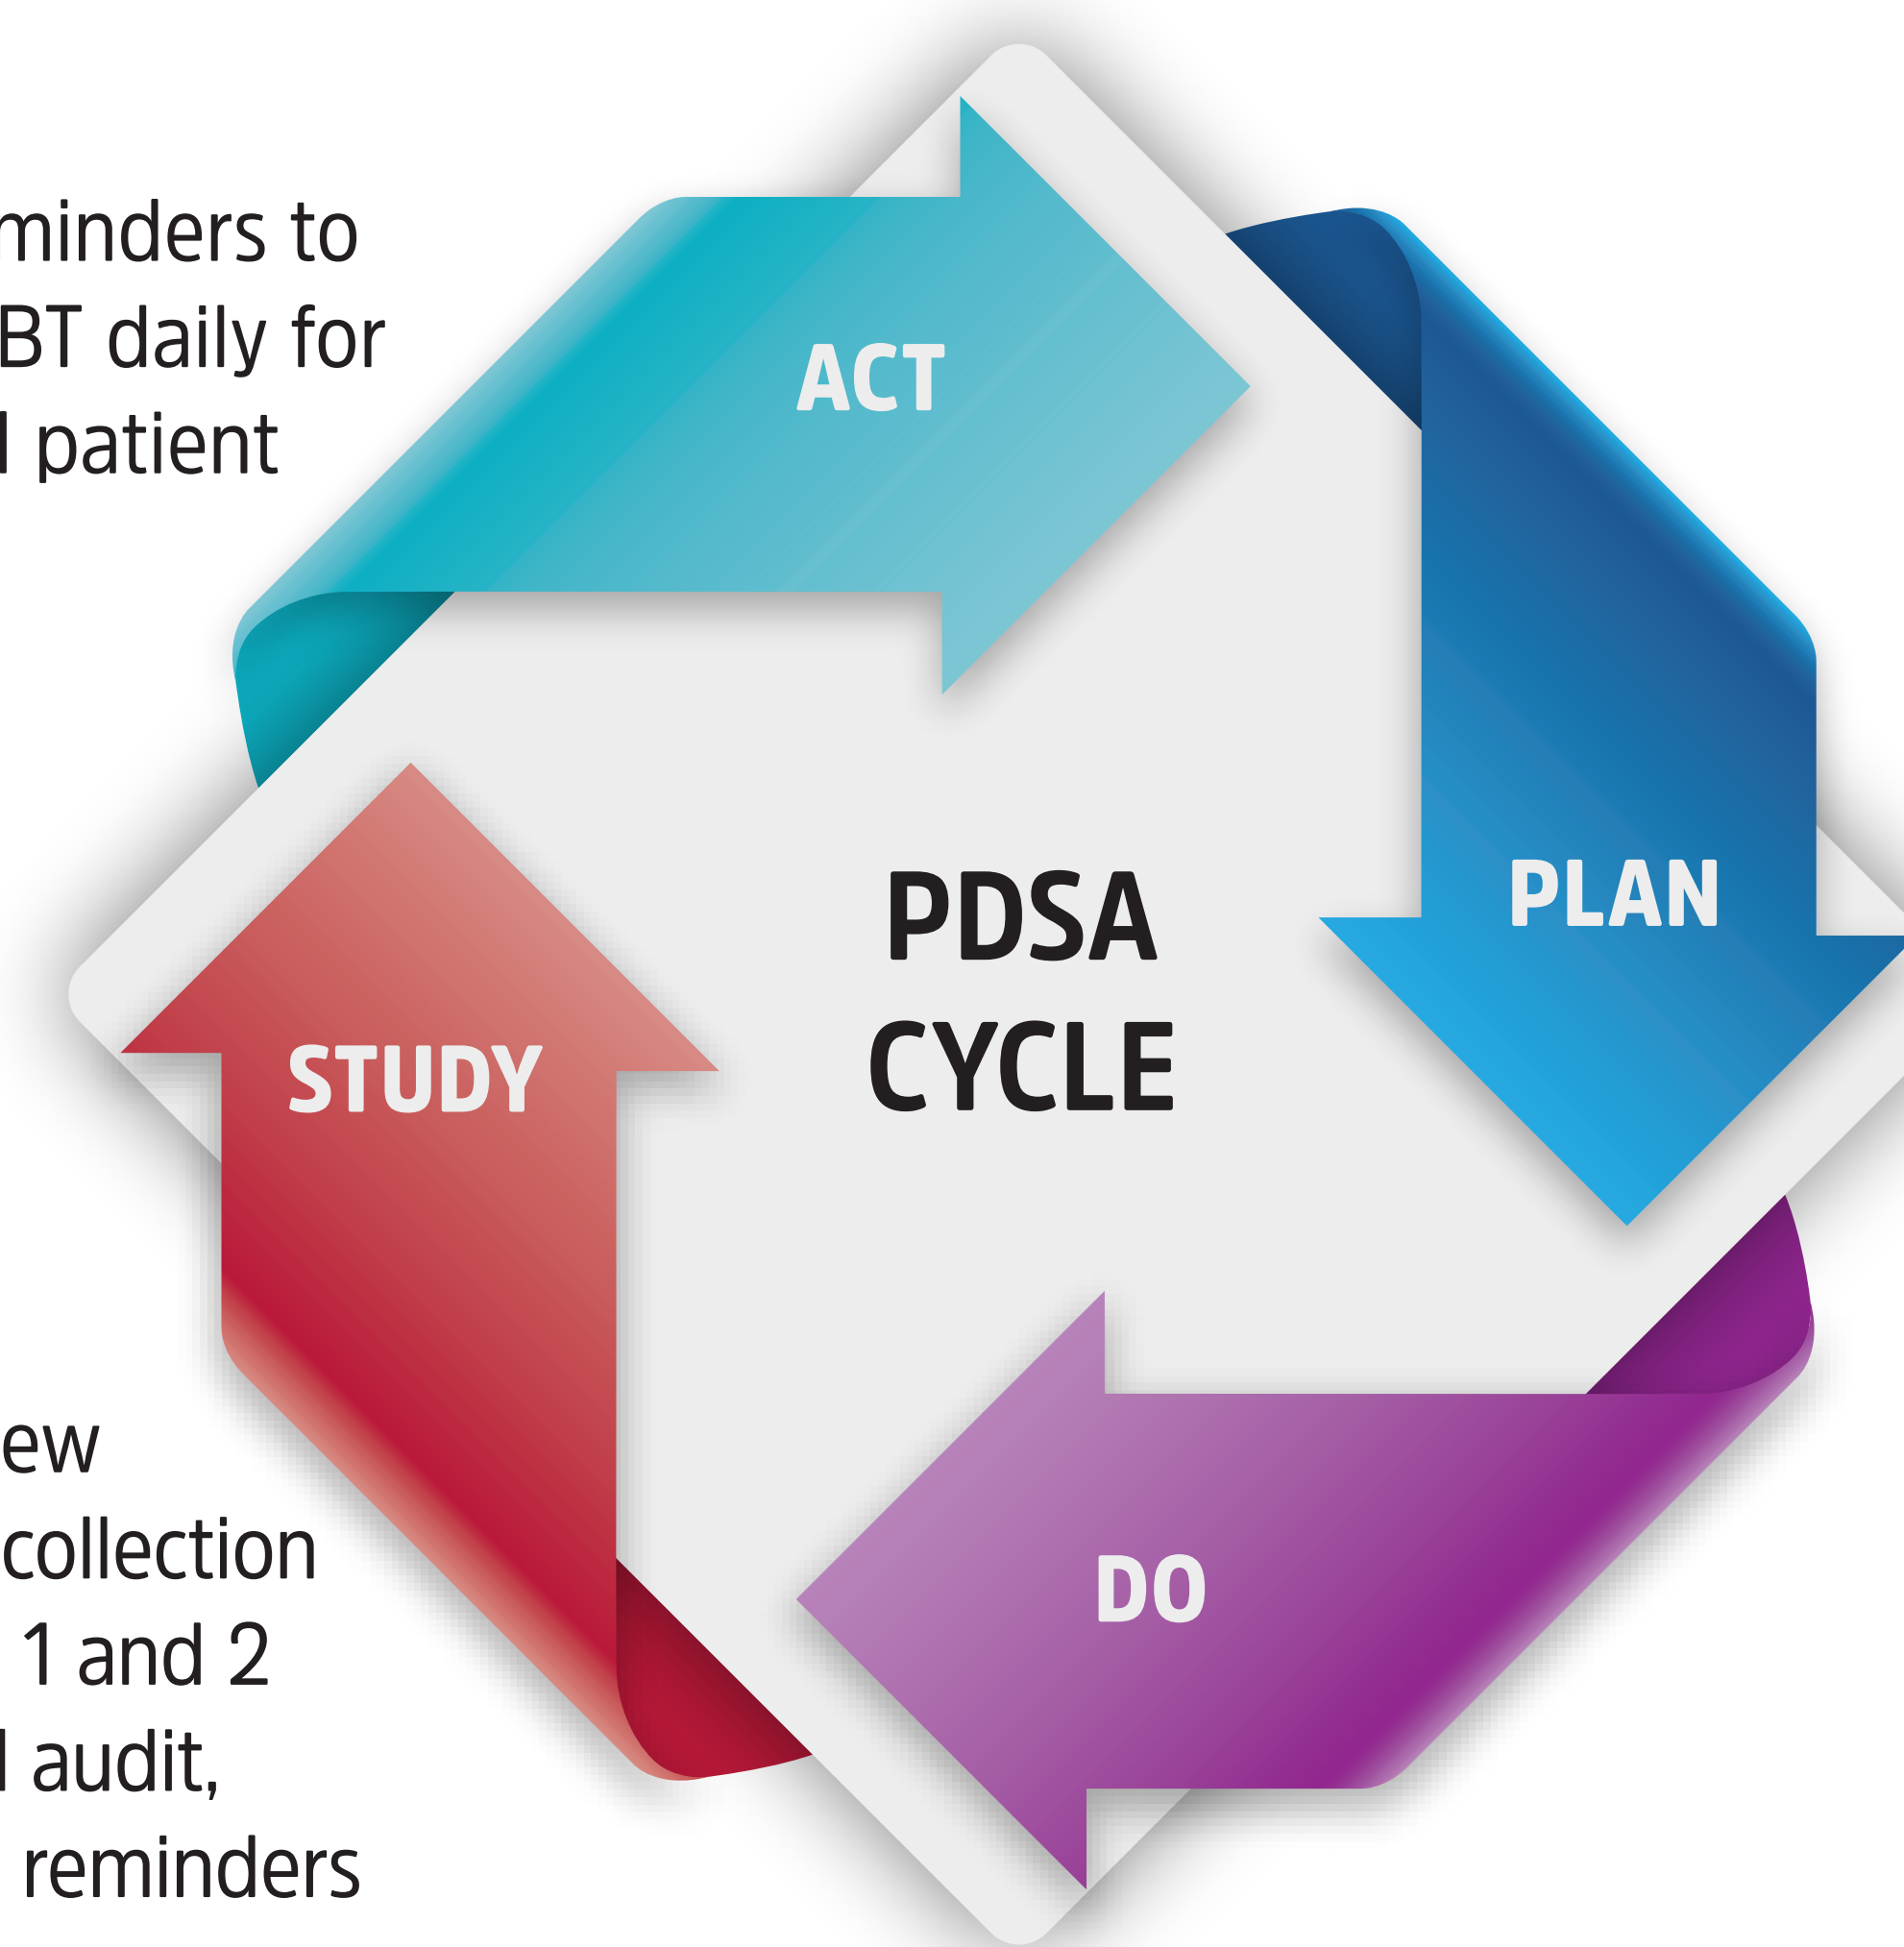 minders to
BT daily for
patient
ACT
PLAN
PDSA
CYCLE
STUDY
DO
ew
collection
1 and 2
audit,
reminders